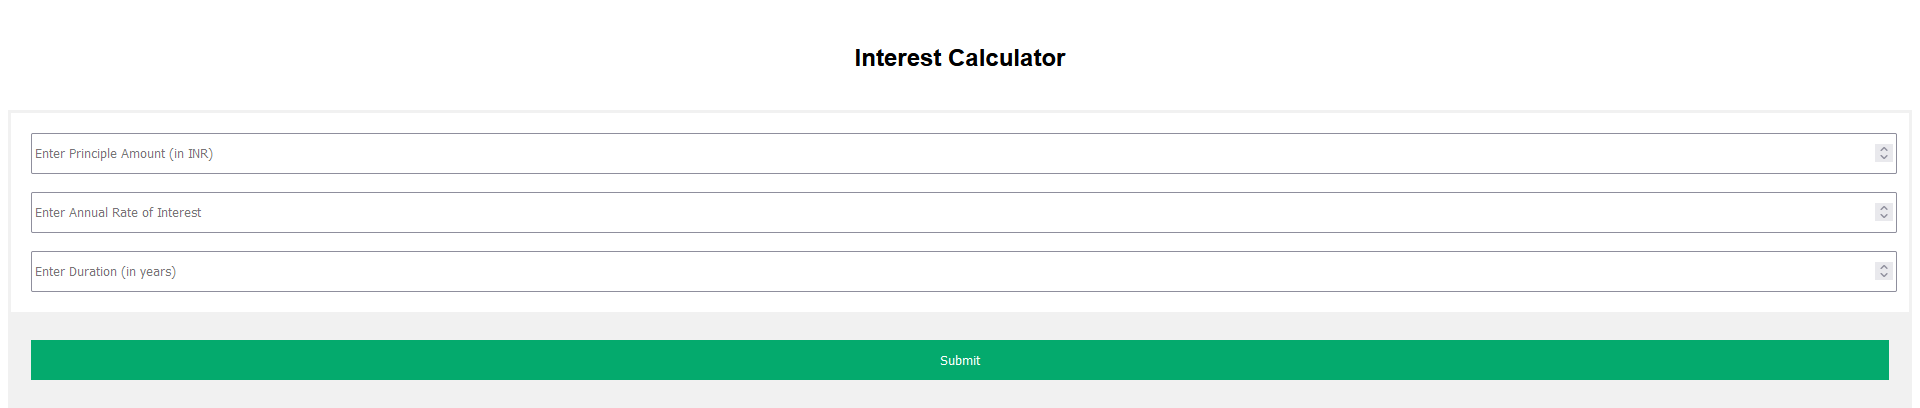 Interest Calculator
Enter Principle Amount (in INR)
Enter Annual Rate of Interest
Enter Duration (in years)
Submit